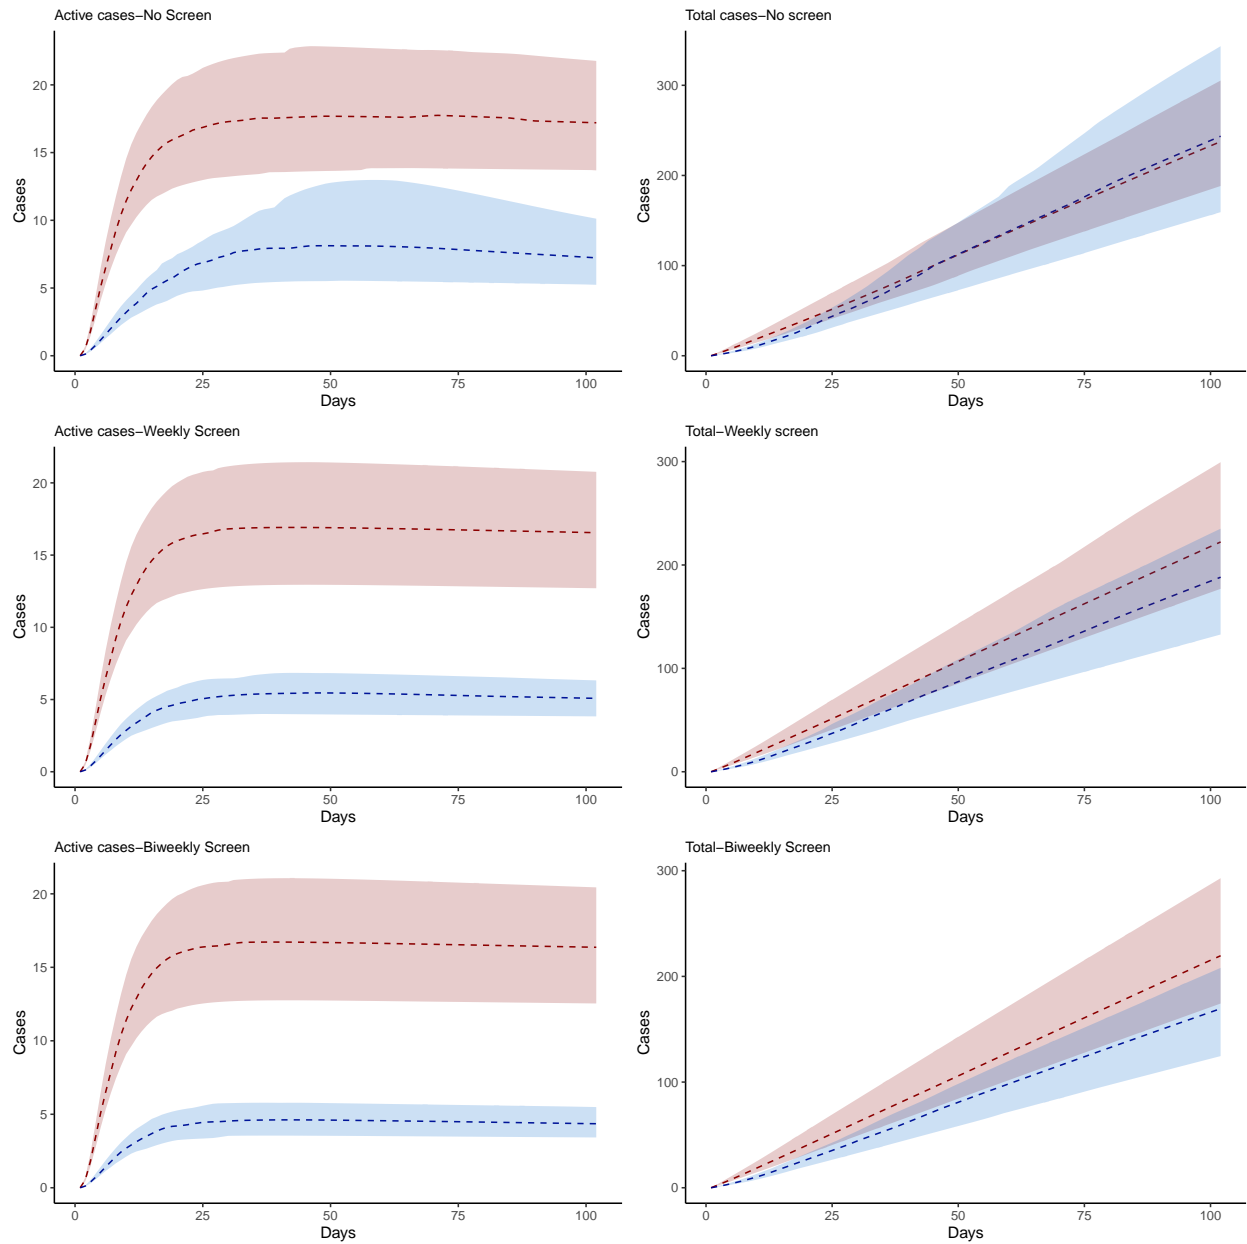 Active cases−No Screen
Total cases−No screen
Cases
20
15
10
5
0
0 25 50 75 100
Days
Cases
300
200
100
0
0 25 50 75 100
Days
Active cases−Weekly Screen
Total−Weekly screen
Cases
20
15
10
5
0
0 25 50 75 100
Days
Cases
300
200
100
0
0 25 50 75 100
Days
Active cases−Biweekly Screen
Total−Biweekly Screen
Cases
20
15
10
5
0
0 25 50 75 100
Days
Cases
300
200
100
0
0 25 50 75 100
Days